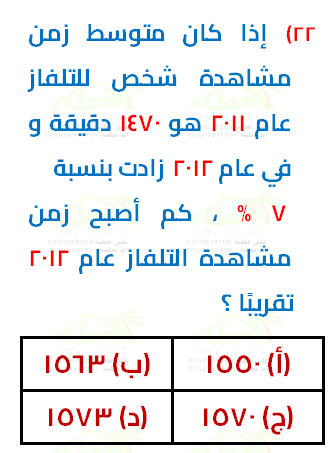 ٢٢) إذا كان متوسط زمن
مشاهدة شخص للتلفاز
عام ٢٠١١ هو ١٤٧٠ دقيقة و
في عام ٢٠١٢ زادت بنسبة
٧ % ، كم أصبح زمن
مشاهدة التلفاز عام ٢٠١٢
تقريبًا ؟
(أ) ١٥٥٠ (ب) ١٥٦٣
(ج) ١٥٧٠ (د) ١٥٧٣